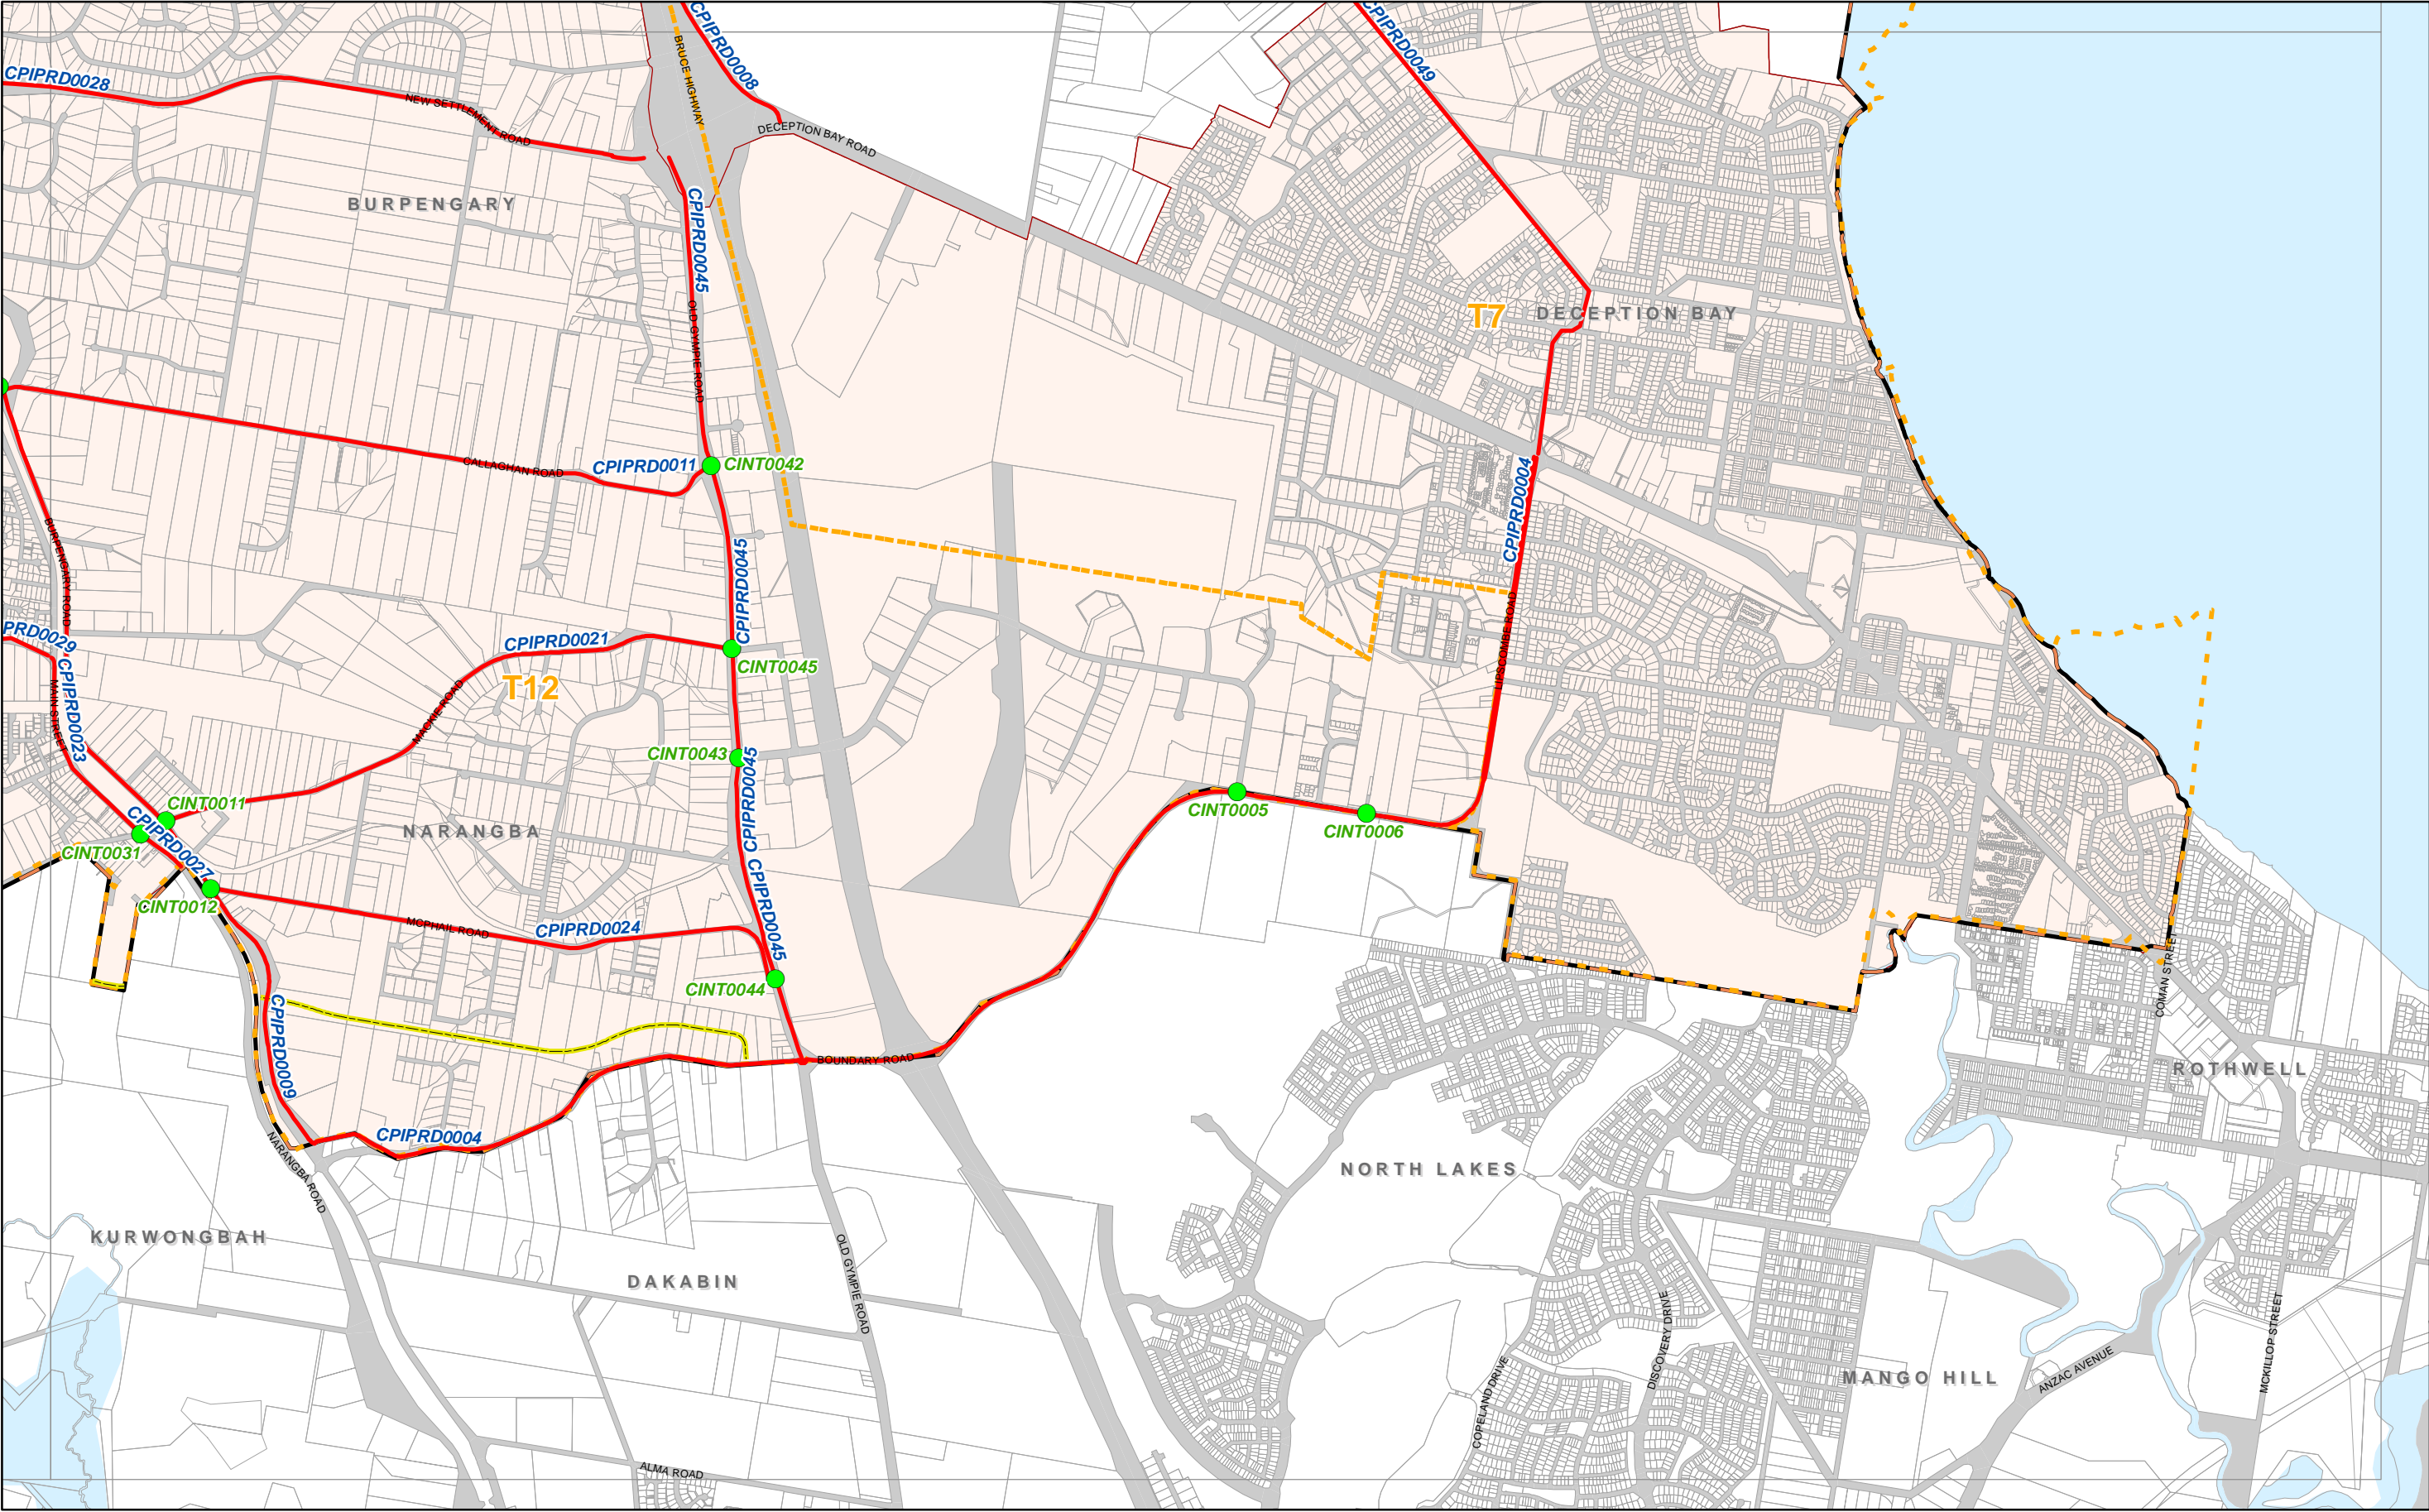 CPIPRD0008
CPIPRD0049
CPIPRD0028
BRUCE HIGHWAY
NEW SETTLEMENT ROAD
DECEPTION BAY ROAD
BURPENGARY
CPIPRD0045
OLD GYMPIE ROAD
T7
DECEPTION BAY
CALLAGHAN ROAD
CPIPRD0011
CINT0042
CPIPRD0004
BURPENGARY ROAD
CPIPRD0045
PRD0029
CPIPRD0021
CINT0045
LIPSCOMBE ROAD
MAIN STREET
CPIPRD0023
MACKIE ROAD
T12
CINT0043
CPIPRD0045
CINT0011
CPIPRD0027
NARANGBA
CINT0005
CINT0006
CINT0031
CINT0012
MCPHAIL ROAD
CPIPRD0024
CPIPRD0045
CINT0044
COMAN STREET
CPIPRD0009
BOUNDARY ROAD
ROTHWELL
CPIPRD0004
NARANGBA ROAD
NORTH LAKES
KURWONGBAH
DAKABIN
OLD GYMPIE ROAD
DISCOVERY DRIVE
MCKILLOP STREET
COPELAND DRIVE
MANGO HILL
ANZAC AVENUE
ALMA ROAD